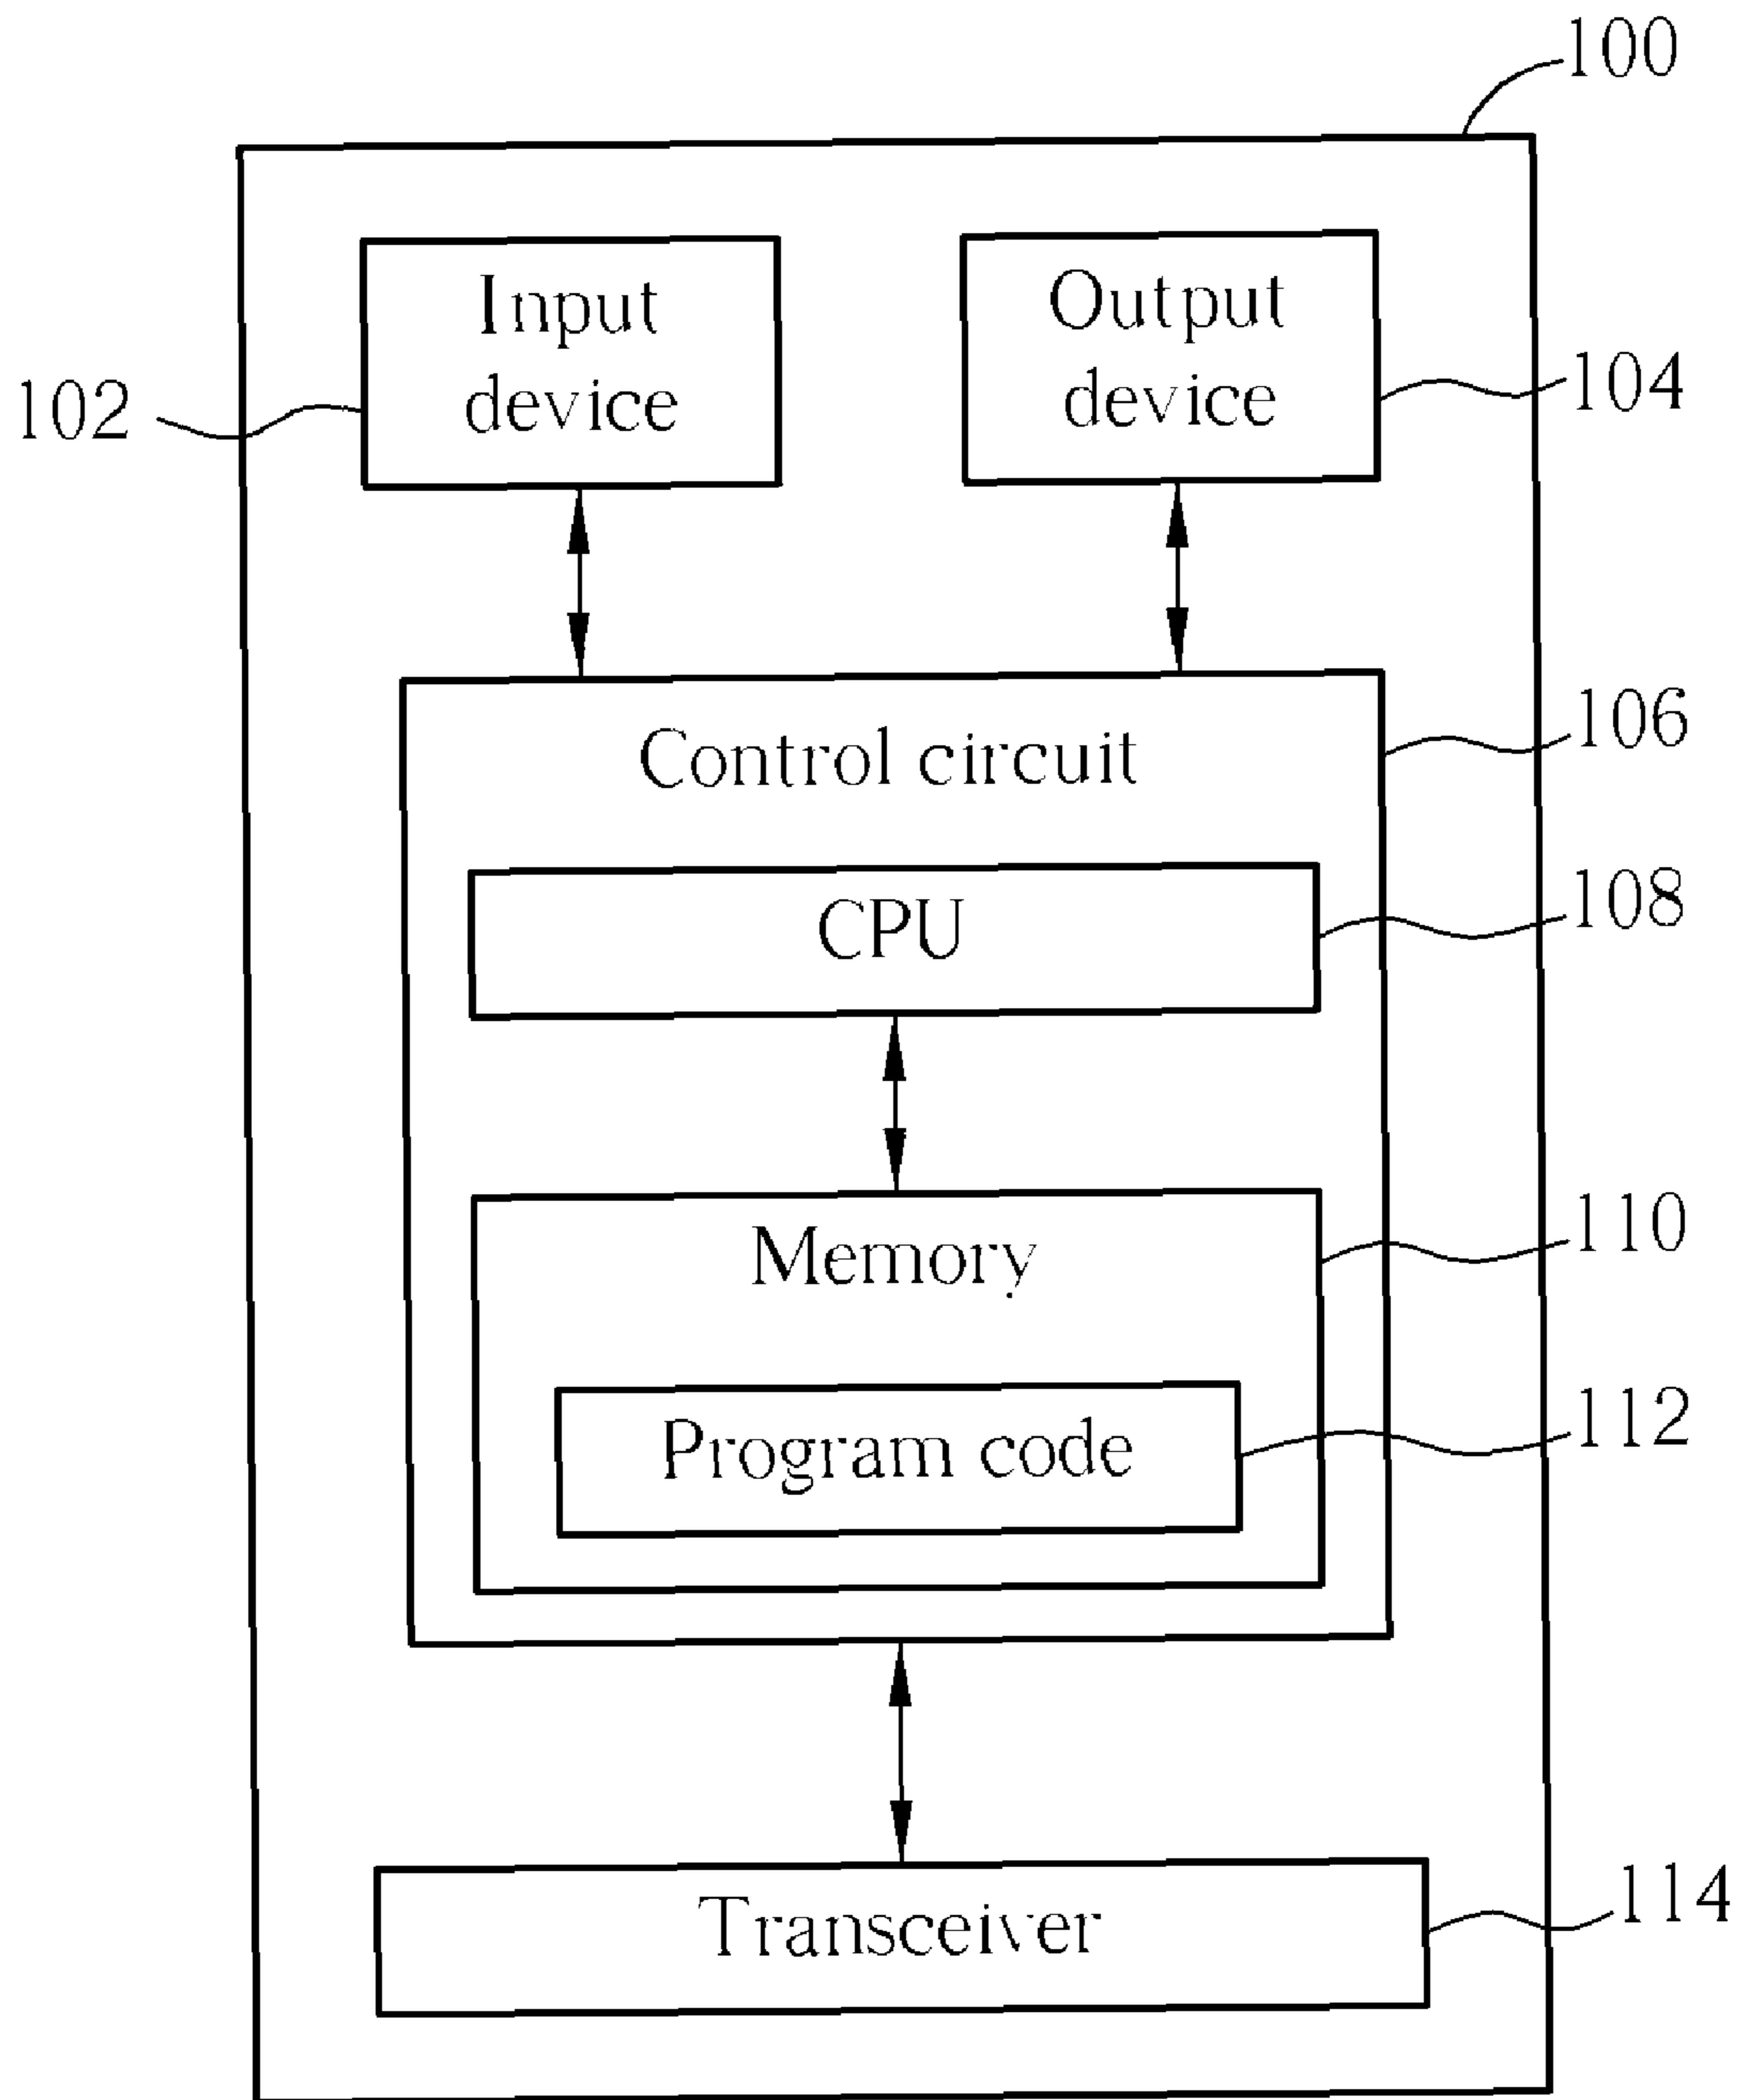 100
Input
device
Output
device
102
104
Control circuit
106
CPU
108
Memory
110
Program code
112
Transceiver
114